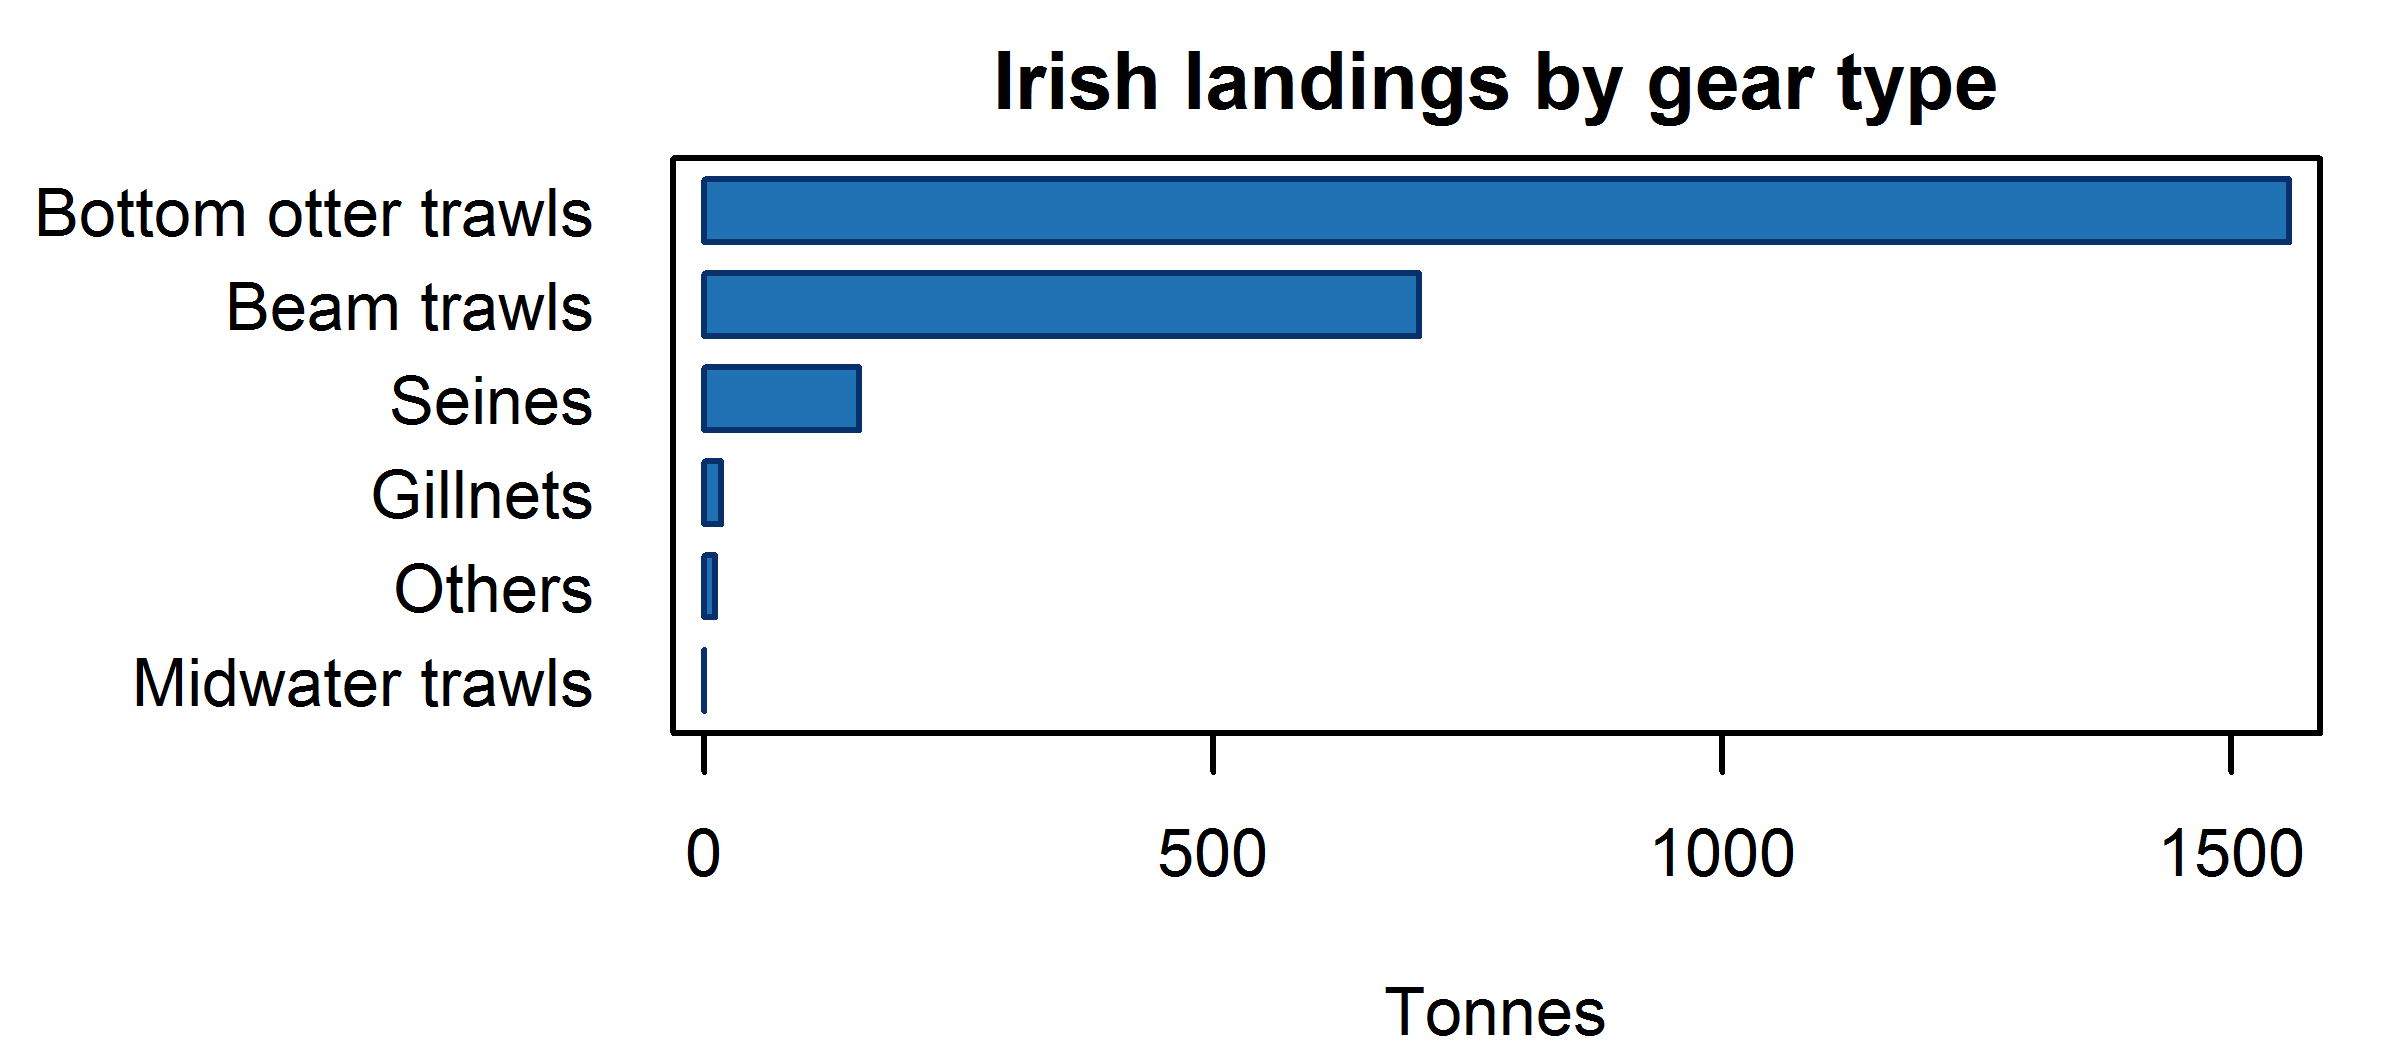 Irish landings by gear type
Bottom otter trawls
Beam trawls
Seines
Gillnets
Others
Midwater trawls
0 500 1000 1500
Tonnes